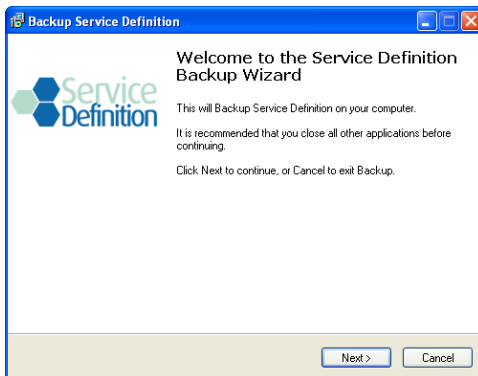 Backup Service Definition
Welcome to the Service Definition
Backup Wizard
Service
Definition
This will Backup Service Definition on your computer.
It is recommended that you close all other applications before
continuing.
Click Next to continue, or Cancel to exit Backup.
Next >
Cancel